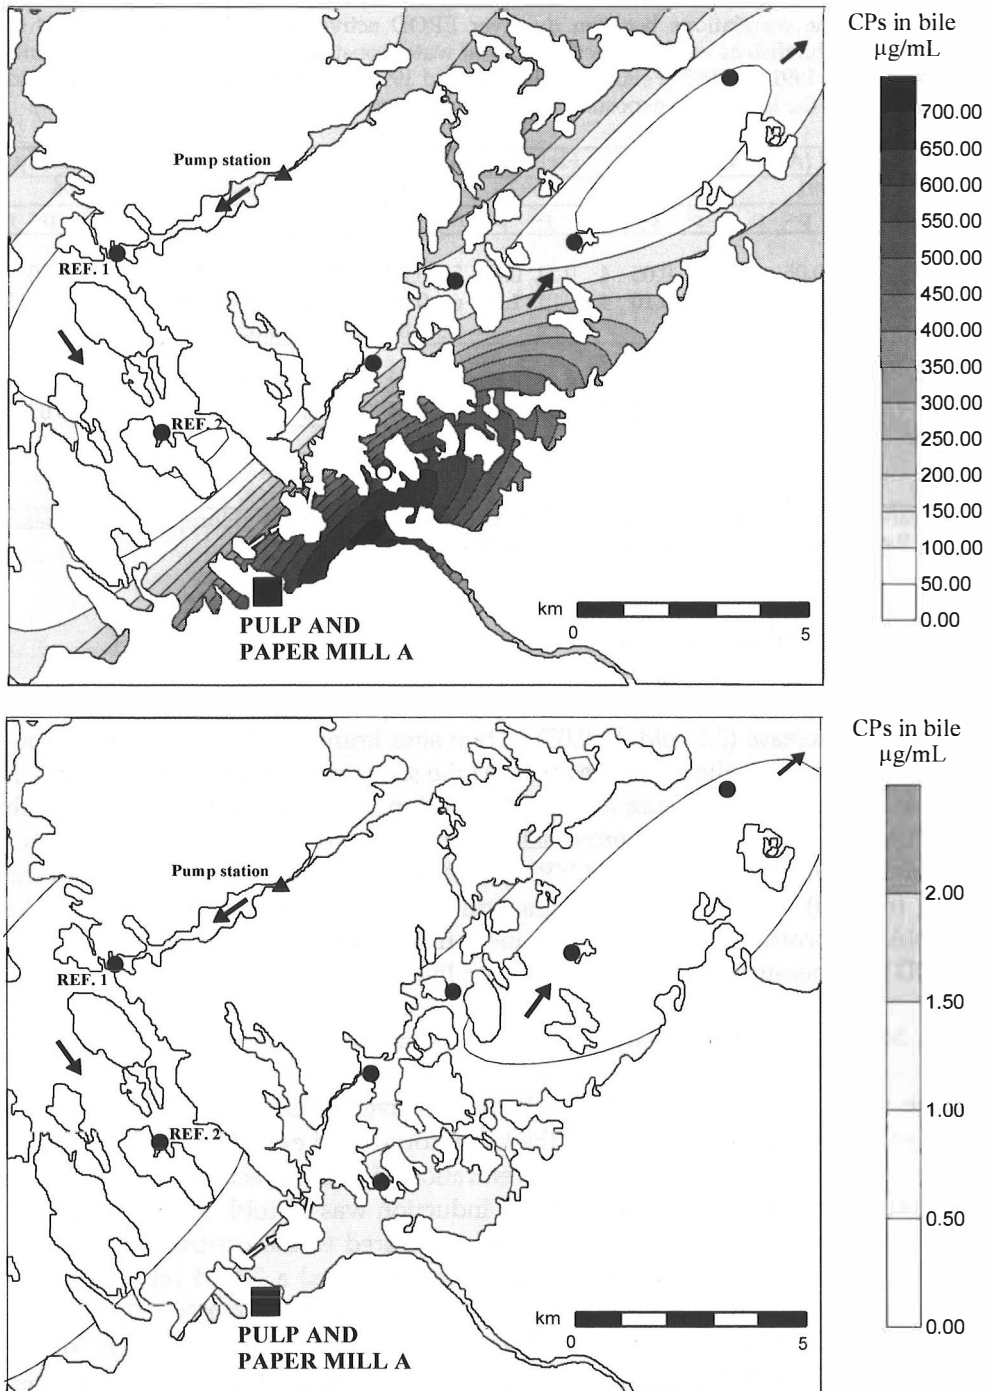 CPs in bile
µg/mL
700.00
650.00
600.00
550.00
500.00
450.00
400.00
350.00
300.00
250.00
200.00
150.00
100.00
50.00
0.00
Pump station
REF. 1
REF. 2
km
0
5
PULP AND
PAPER MILL A
CPs in bile
µg/mL
2.00
1.50
1.00
0.50
0.00
Pump station
REF. 1
REF. 2
km
0
5
PULP AND
PAPER MILL A